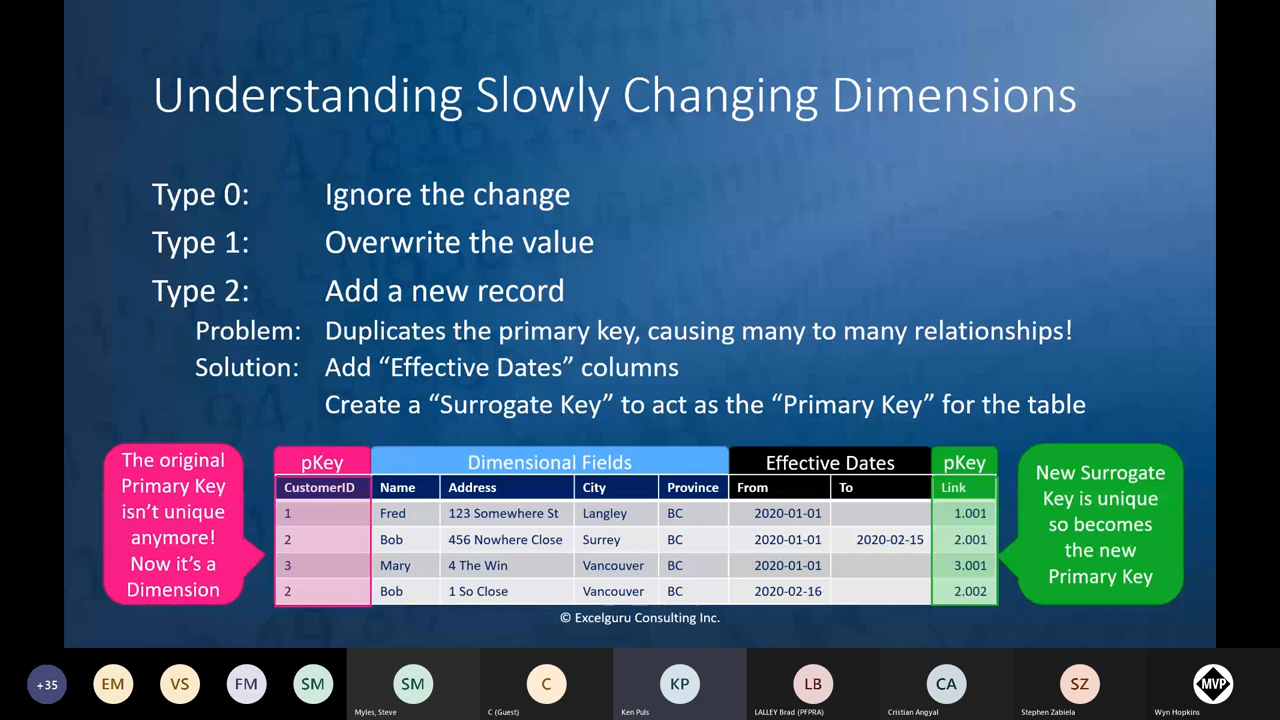 Understanding Slowly Changing Dimensions
Type 0: Ignore the change
Type 1: Overwrite the value
Type 2: Add a new record
Problem: Duplicates the primary key, causing many to many relationships!
Solution: Add “Effective Dates” columns
Create a “Surrogate Key” to act as the “Primary Key” for the table
The original
Primary Key
isn’t unique
anymore!
Now it’s a
Dimension
pKey Dimensional Fields Effective Dates pKey
CustomerID Name Address City Province From To Link
1 Fred 123 Somewhere St Langley BC 2020-01-01 1.001
2 Bob 456 Nowhere Close Surrey BC 2020-01-01 2020-02-15 2.001
3 Mary 4 The Win Vancouver BC 2020-01-01 3.001
2 Bob 1 So Close Vancouver BC 2020-02-16 2.002
New Surrogate
Key is unique
so becomes
the new
Primary Key
© Excelguru Consulting Inc.
+35 EM VS FM SM SM C KP LB CA SZ MVP
Myles, Steve C (Guest) Ken Puls LALLEY Brad (PFPRA) Cristian Angyal Stephen Zabiela Wyn Hopkins